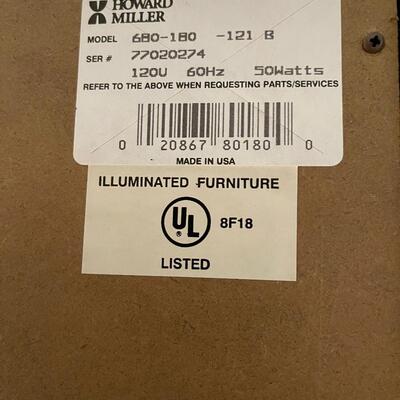 HOWARD
MILLER
MODEL 680-180 -121 B
SER # 77020274
120V 60Hz 50Watts
REFER TO THE ABOVE WHEN REQUESTING PARTS/SERVICES
0 20867 80180 0
MADE IN USA
ILLUMINATED FURNITURE
UL ® 8F18
LISTED